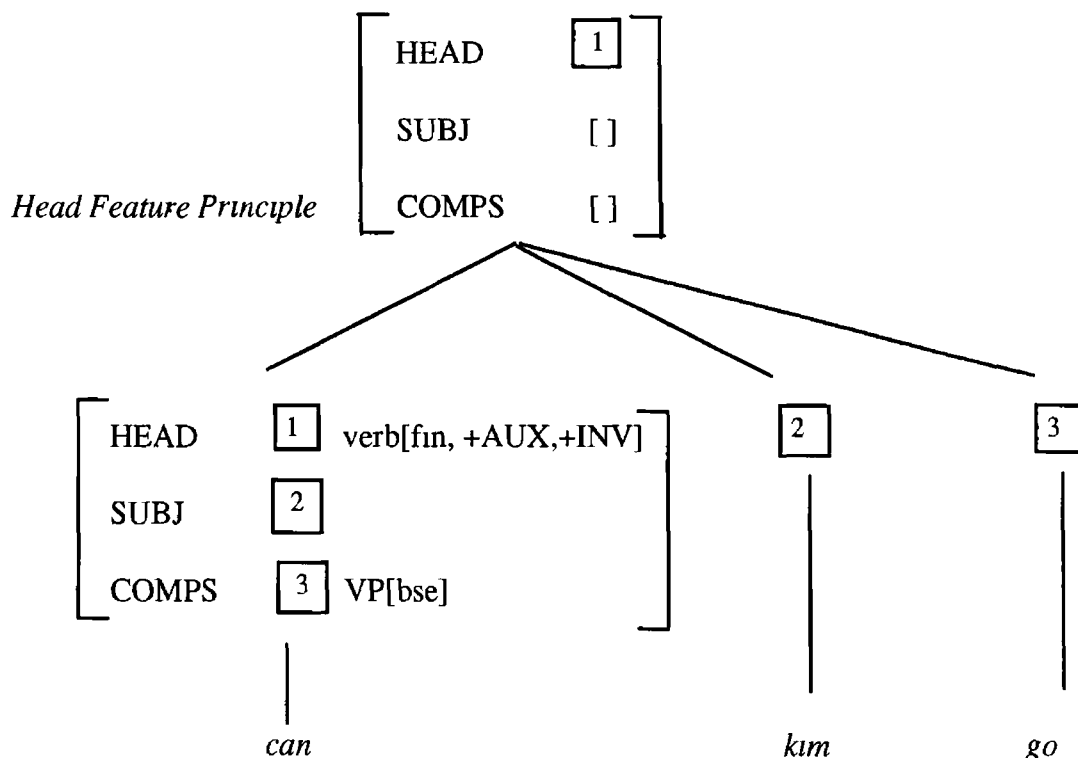 HEAD 1
SUBJ [ ]
Head Feature Principle COMPS [ ]
HEAD 1 verb[fin, +AUX,+INV] 2 3
SUBJ 2
COMPS 3 VP[bse]
can kım go